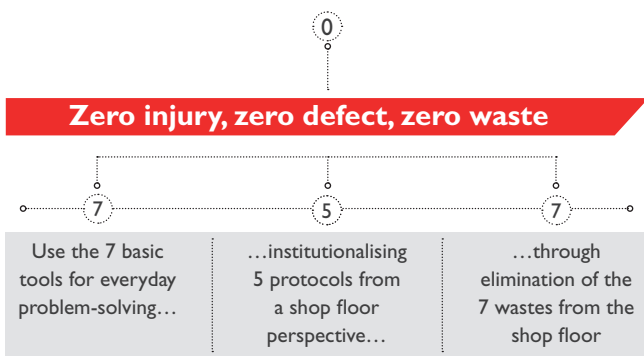 0
Zero injury, zero defect, zero waste
7
5
7
Use the 7 basic
tools for everyday
problem-solving…
…institutionalising
5 protocols from
a shop floor
perspective…
…through
elimination of the
7 wastes from the
shop floor